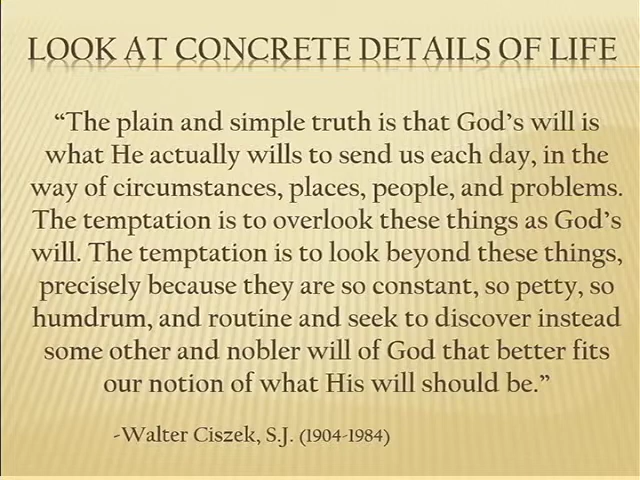 LOOK AT CONCRETE DETAILS OF LIFE
“The plain and simple truth is that God’s will is
what He actually wills to send us each day, in the
way of circumstances, places, people, and problems.
The temptation is to overlook these things as God’s
will. The temptation is to look beyond these things,
precisely because they are so constant, so petty, so
humdrum, and routine and seek to discover instead
some other and nobler will of God that better fits
our notion of what His will should be.”
-Walter Ciszek, S.J. (1904-1984)